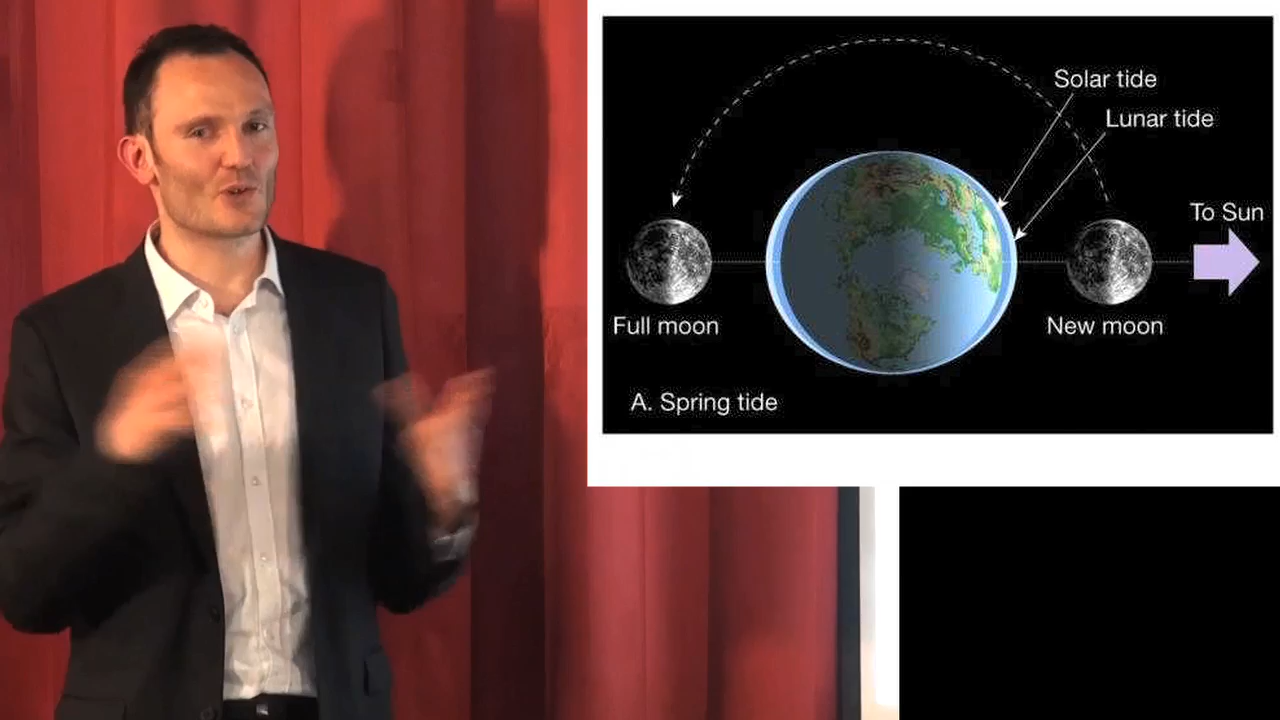 Solar tide
Lunar tide
To Sun
Full moon
New moon
A. Spring tide